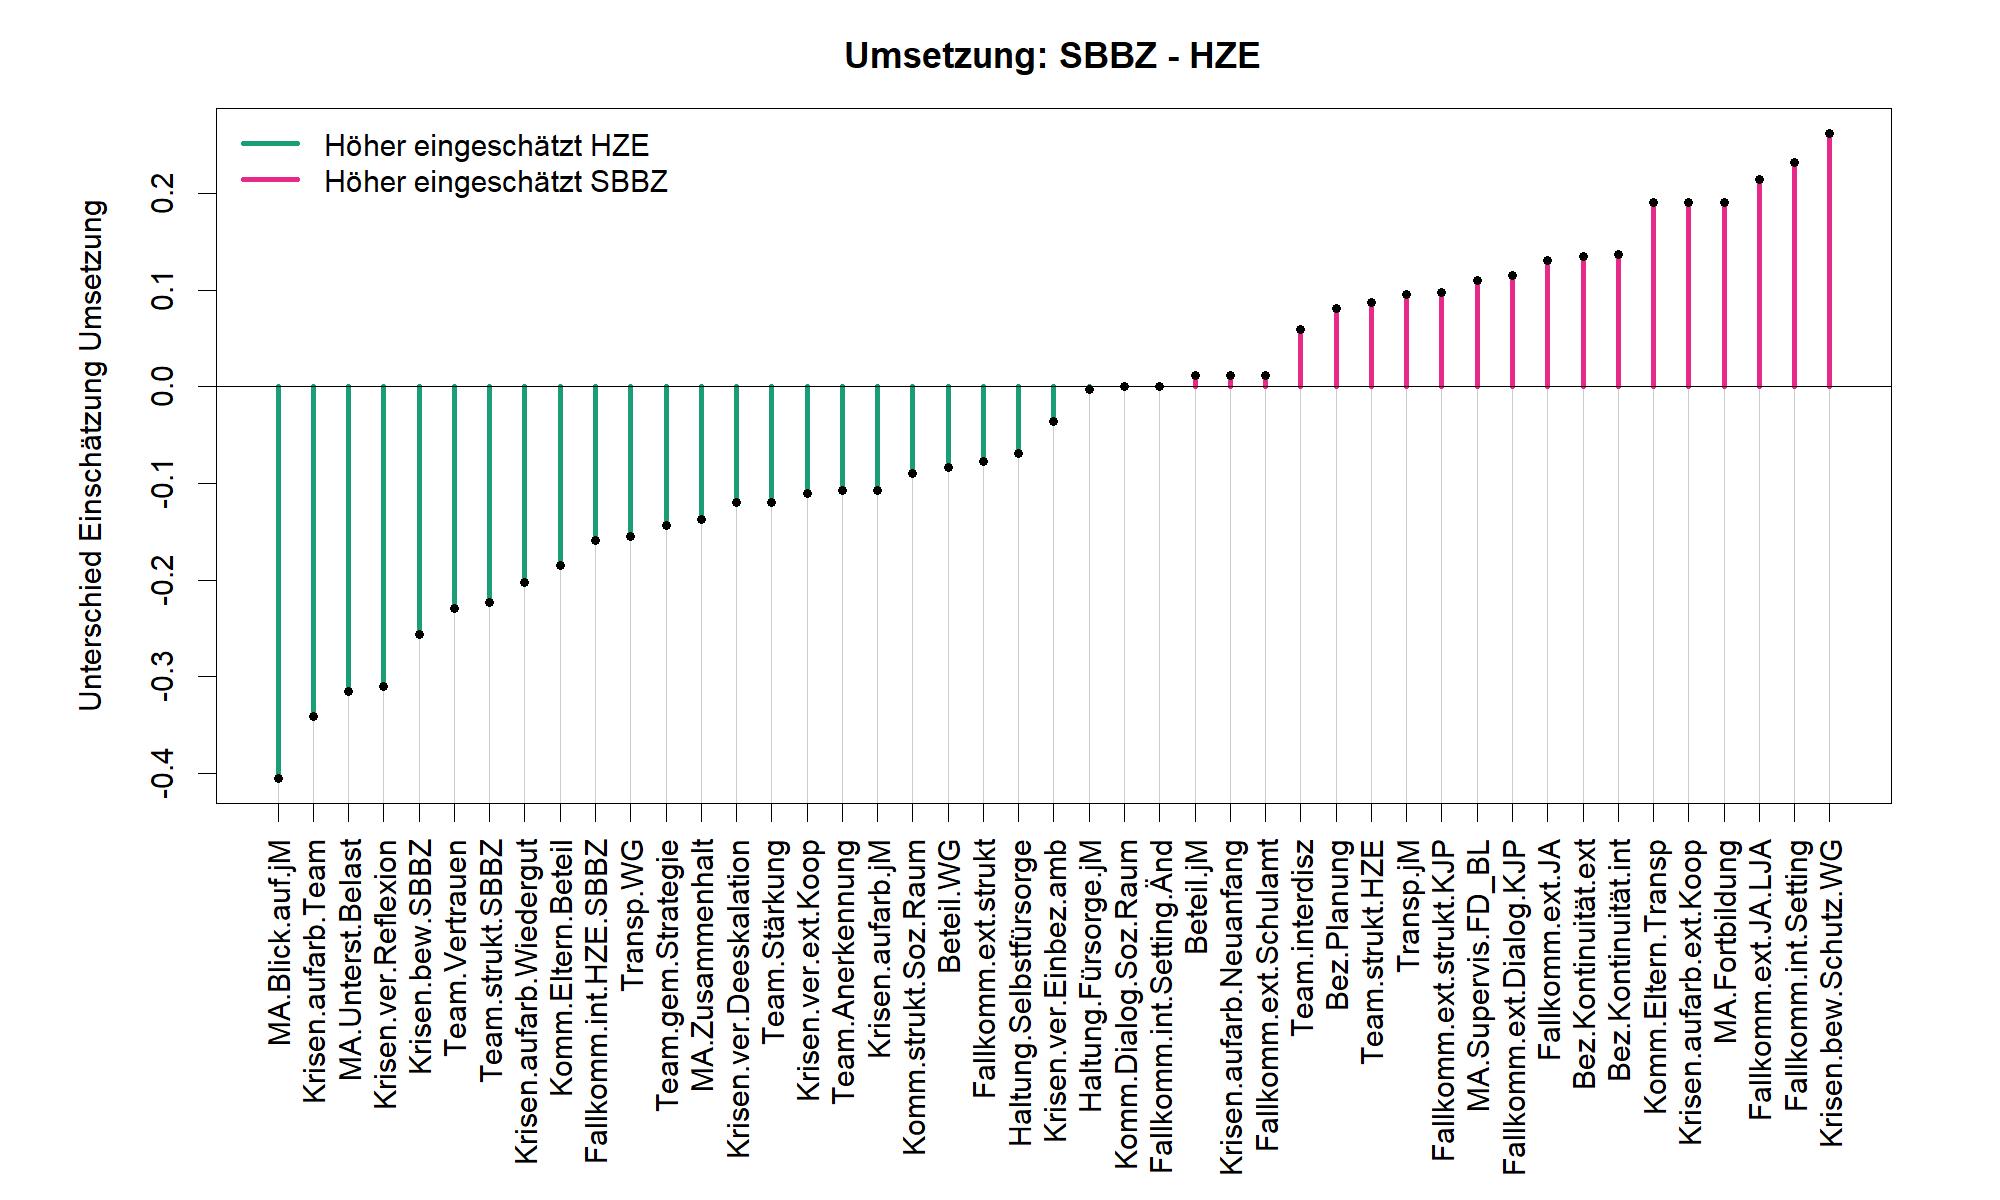 Umsetzung: SBBZ - HZE
Höher eingeschätzt HZE
Höher eingeschätzt SBBZ
Unterschied Einschätzung Umsetzung
0.2
0.1
0.0
-0.1
-0.2
-0.3
-0.4
MA.Blick.auf.jM
Krisen.aufarb.Team
MA.Unterst.Belast
Krisen.ver.Reflexion
Krisen.bew.SBBZ
Team.Vertrauen
Team.strukt.SBBZ
Krisen.aufarb.Wiedergut
Komm.Eltern.Beteil
Fallkomm.int.HZE.SBBZ
Transp.WG
Team.gem.Strategie
MA.Zusammenhalt
Krisen.ver.Deeskalation
Team.Stärkung
Krisen.ver.ext.Koop
Team.Anerkennung
Krisen.aufarb.jM
Komm.strukt.Soz.Raum
Beteil.WG
Fallkomm.ext.strukt
Haltung.Selbstfürsorge
Krisen.ver.Einbez.amb
Haltung.Fürsorge.jM
Komm.Dialog.Soz.Raum
Fallkomm.int.Setting.Änd
Beteil.jM
Krisen.aufarb.Neuanfang
Fallkomm.ext.Schulamt
Team.interdisz
Bez.Planung
Team.strukt.HZE
Transp.jM
Fallkomm.ext.strukt.KJP
MA.Supervis.FD_BL
Fallkomm.ext.Dialog.KJP
Fallkomm.ext.JA
Bez.Kontinuität.ext
Bez.Kontinuität.int
Komm.Eltern.Transp
Krisen.aufarb.ext.Koop
MA.Fortbildung
Fallkomm.ext.JA.LJA
Fallkomm.int.Setting
Krisen.bew.Schutz.WG